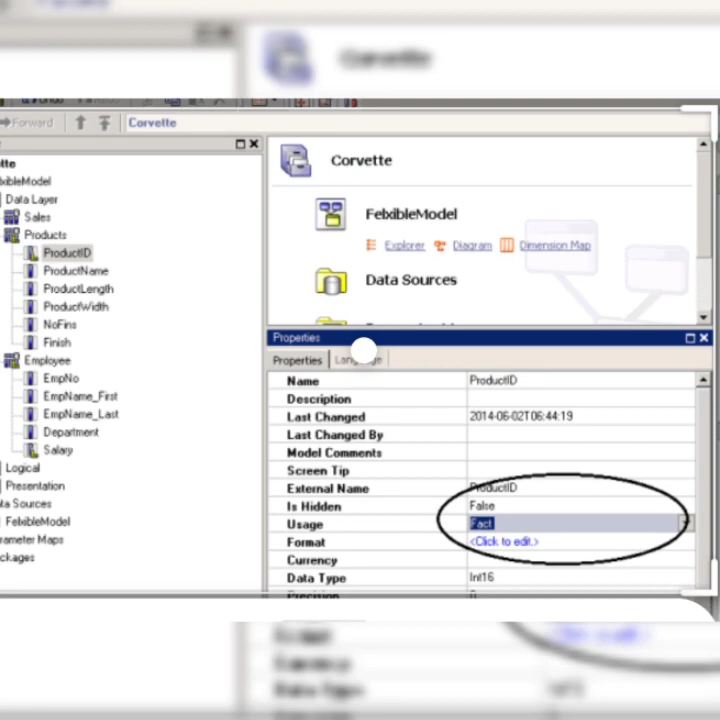 Forward
Corvette
Corvette
FelxibleModel
Explorer Diagram Dimension Map
Data Sources
Data Layer
Sales
Products
ProductID
ProductName
ProductLength
ProductWidth
NoFins
Finish
Employee
EmpNo
EmpName_First
EmpName_Last
Department
Salary
Logical
Presentation
FelxibleModel
Properties
Properties
Name ProductID
Description
Last Changed 2014-06-02T06:44:19
Last Changed By
Model Comments
Screen Tip
External Name ProductID
Is Hidden False
Usage Fact
Format <Click to edit.>
Currency
Data Type Int16